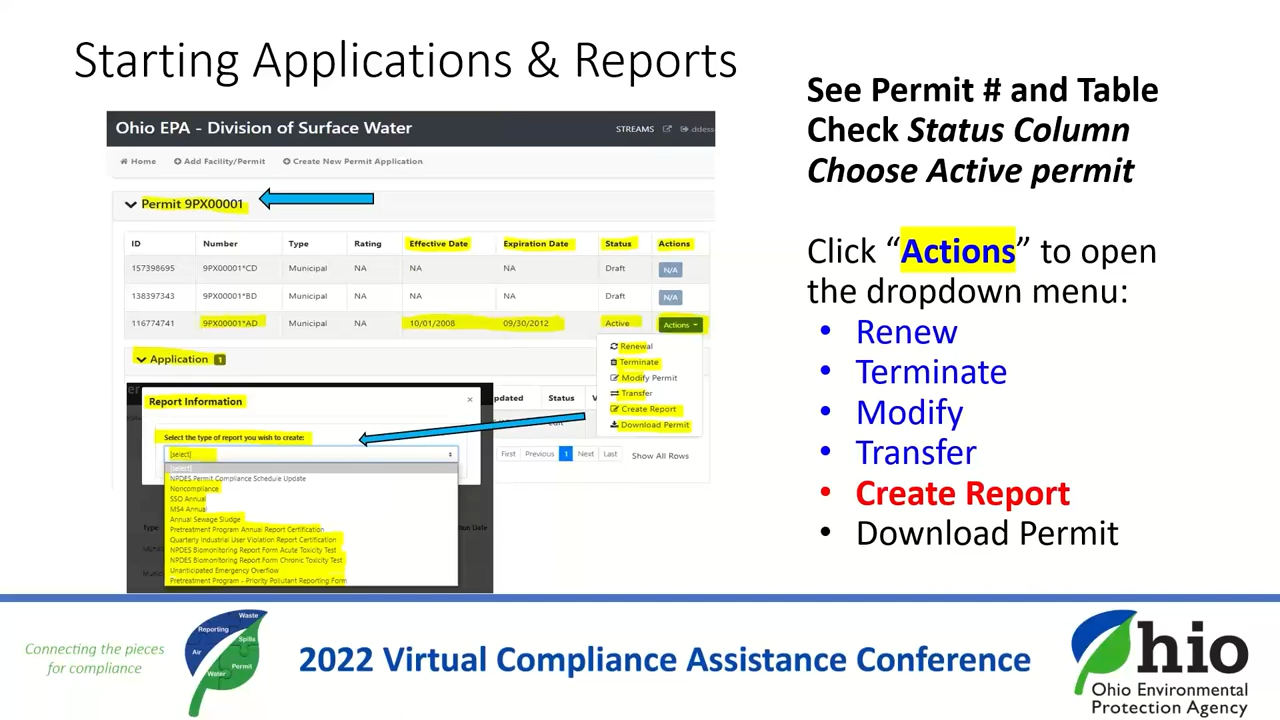 Starting Applications & Reports
See Permit # and Table
Check Status Column
Choose Active permit
Click “Actions” to open
the dropdown menu:
• Renew
• Terminate
• Modify
• Transfer
• Create Report
• Download Permit
Ohio EPA - Division of Surface Water
STREAMS
Home Add Facility/Permit Create New Permit Application
Permit 9PX00001
ID Number Type Rating Effective Date Expiration Date Status Actions
157398695 9PX00001*CD Municipal NA NA NA Draft N/A
138397343 9PX00001*BD Municipal NA NA NA Draft N/A
116774741 9PX00001*AD Municipal NA 10/01/2008 09/30/2012 Active Actions
Renewal
Terminate
Modify Permit
Transfer
Create Report
Download Permit
Application 1
pdated Status V
Edit
First Previous 1 Next Last Show All Rows
Report Information ×
Select the type of report you wish to create:
[select]
[select]
NPDES Permit Compliance Schedule Update
Noncompliance
SSO Annual
MS4 Annual
Annual Sewage Sludge
Pretreatment Program Annual Report Certification
Quarterly Industrial User Violation Report Certification
NPDES Biomonitoring Report Form Acute Toxicity Test
NPDES Biomonitoring Report Form Chronic Toxicity Test
Unanticipated Emergency Overflow
Pretreatment Program - Priority Pollutant Reporting Form
Connecting the pieces
for compliance
Waste
Reporting
Spills
Air
Permit
Water
2022 Virtual Compliance Assistance Conference
Ohio
Ohio Environmental
Protection Agency